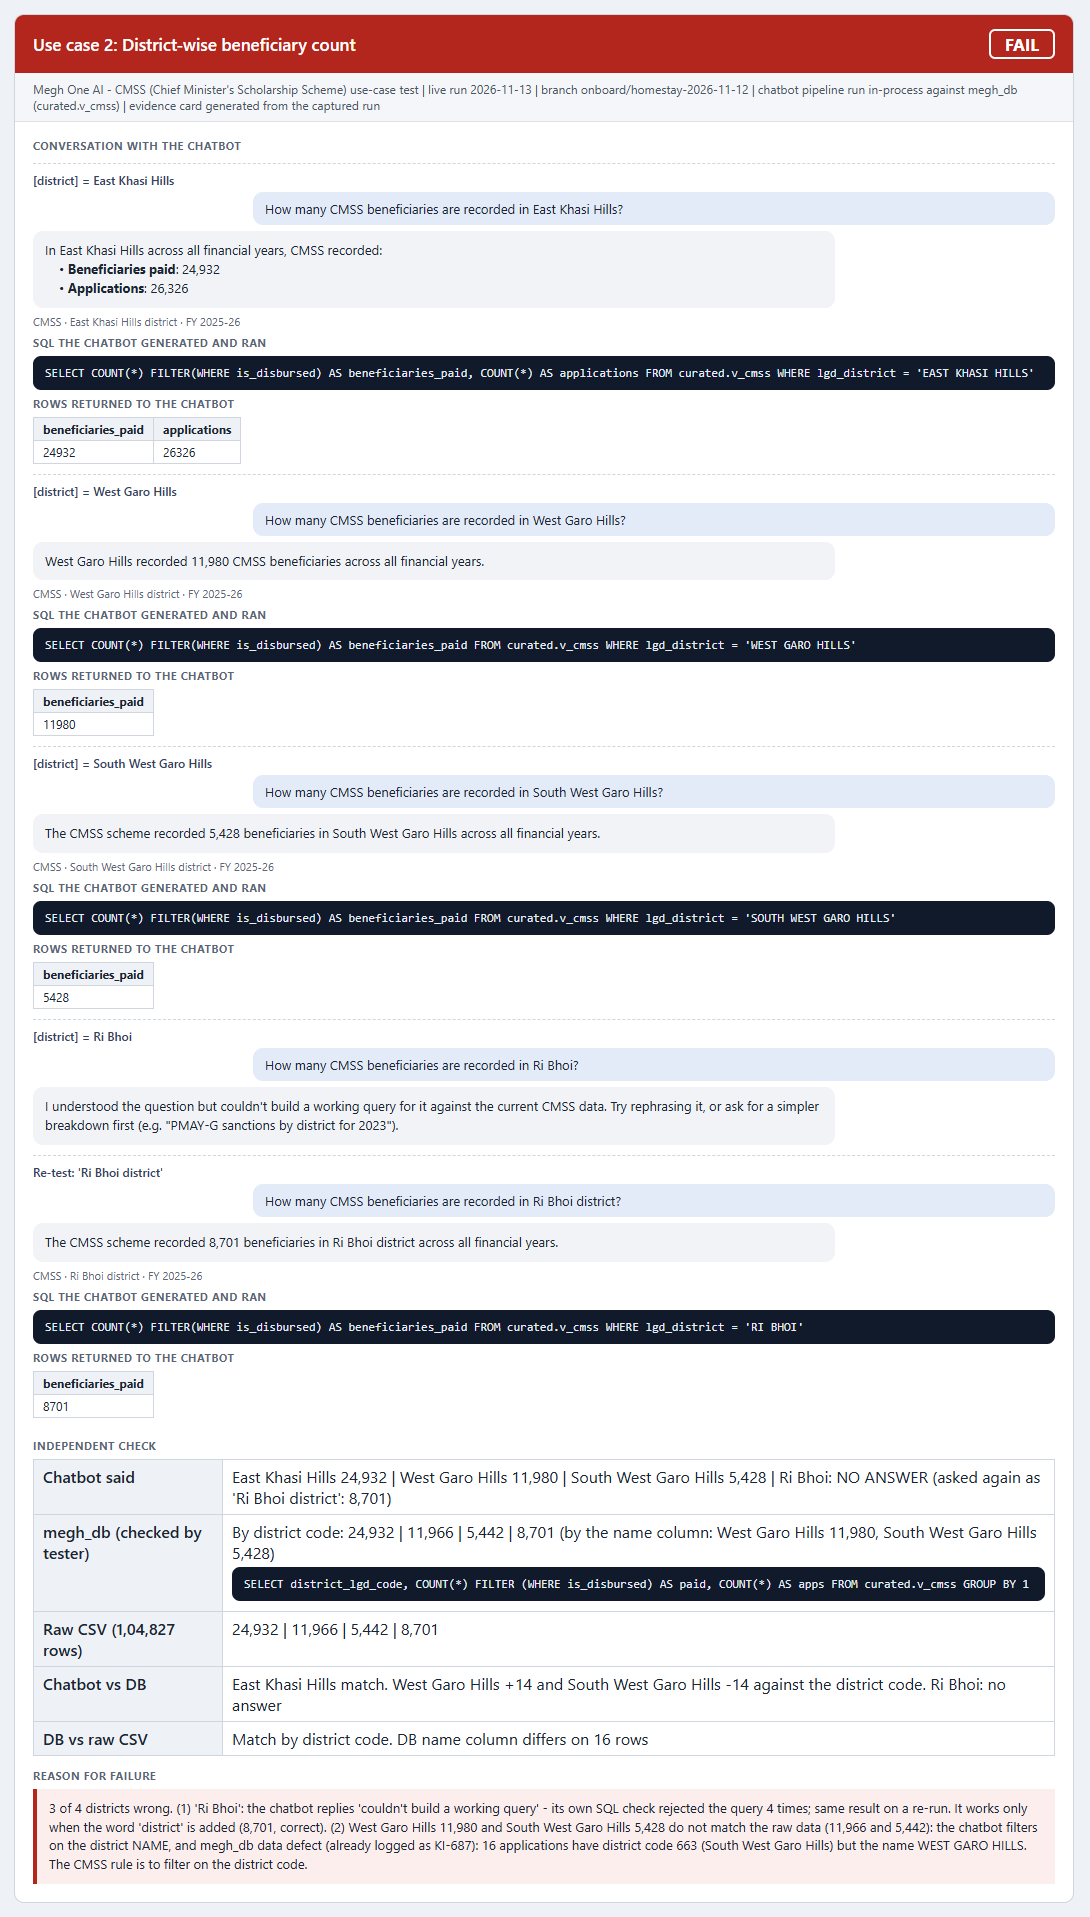 Use case 2: District-wise beneficiary count
FAIL
Megh One AI - CMSS (Chief Minister's Scholarship Scheme) use-case test | live run 2026-11-13 | branch onboard/homestay-2026-11-12 | chatbot pipeline run in-process against megh_db
(curated.v_cmss) | evidence card generated from the captured run
CONVERSATION WITH THE CHATBOT
[district] = East Khasi Hills
How many CMSS beneficiaries are recorded in East Khasi Hills?
In East Khasi Hills across all financial years, CMSS recorded:
• Beneficiaries paid: 24,932
• Applications: 26,326
CMSS · East Khasi Hills district · FY 2025-26
SQL THE CHATBOT GENERATED AND RAN
SELECT COUNT(*) FILTER(WHERE is_disbursed) AS beneficiaries_paid, COUNT(*) AS applications FROM curated.v_cmss WHERE lgd_district = 'EAST KHASI HILLS'
ROWS RETURNED TO THE CHATBOT
beneficiaries_paid applications
24932 26326
[district] = West Garo Hills
How many CMSS beneficiaries are recorded in West Garo Hills?
West Garo Hills recorded 11,980 CMSS beneficiaries across all financial years.
CMSS · West Garo Hills district · FY 2025-26
SQL THE CHATBOT GENERATED AND RAN
SELECT COUNT(*) FILTER(WHERE is_disbursed) AS beneficiaries_paid FROM curated.v_cmss WHERE lgd_district = 'WEST GARO HILLS'
ROWS RETURNED TO THE CHATBOT
beneficiaries_paid
11980
[district] = South West Garo Hills
How many CMSS beneficiaries are recorded in South West Garo Hills?
The CMSS scheme recorded 5,428 beneficiaries in South West Garo Hills across all financial years.
CMSS · South West Garo Hills district · FY 2025-26
SQL THE CHATBOT GENERATED AND RAN
SELECT COUNT(*) FILTER(WHERE is_disbursed) AS beneficiaries_paid FROM curated.v_cmss WHERE lgd_district = 'SOUTH WEST GARO HILLS'
ROWS RETURNED TO THE CHATBOT
beneficiaries_paid
5428
[district] = Ri Bhoi
How many CMSS beneficiaries are recorded in Ri Bhoi?
I understood the question but couldn't build a working query for it against the current CMSS data. Try rephrasing it, or ask for a simpler
breakdown first (e.g. "PMAY-G sanctions by district for 2023").
Re-test: 'Ri Bhoi district'
How many CMSS beneficiaries are recorded in Ri Bhoi district?
The CMSS scheme recorded 8,701 beneficiaries in Ri Bhoi district across all financial years.
CMSS · Ri Bhoi district · FY 2025-26
SQL THE CHATBOT GENERATED AND RAN
SELECT COUNT(*) FILTER(WHERE is_disbursed) AS beneficiaries_paid FROM curated.v_cmss WHERE lgd_district = 'RI BHOI'
ROWS RETURNED TO THE CHATBOT
beneficiaries_paid
8701
INDEPENDENT CHECK
Chatbot said
East Khasi Hills 24,932 | West Garo Hills 11,980 | South West Garo Hills 5,428 | Ri Bhoi: NO ANSWER (asked again as
'Ri Bhoi district': 8,701)
megh_db (checked by
tester)
By district code: 24,932 | 11,966 | 5,442 | 8,701 (by the name column: West Garo Hills 11,980, South West Garo Hills
5,428)
SELECT district_lgd_code, COUNT(*) FILTER (WHERE is_disbursed) AS paid, COUNT(*) AS apps FROM curated.v_cmss GROUP BY 1
Raw CSV (1,04,827
rows)
24,932 | 11,966 | 5,442 | 8,701
Chatbot vs DB
East Khasi Hills match. West Garo Hills +14 and South West Garo Hills -14 against the district code. Ri Bhoi: no
answer
DB vs raw CSV
Match by district code. DB name column differs on 16 rows
REASON FOR FAILURE
3 of 4 districts wrong. (1) 'Ri Bhoi': the chatbot replies 'couldn't build a working query' - its own SQL check rejected the query 4 times; same result on a re-run. It works only
when the word 'district' is added (8,701, correct). (2) West Garo Hills 11,980 and South West Garo Hills 5,428 do not match the raw data (11,966 and 5,442): the chatbot filters
on the district NAME, and megh_db data defect (already logged as KI-687): 16 applications have district code 663 (South West Garo Hills) but the name WEST GARO HILLS.
The CMSS rule is to filter on the district code.